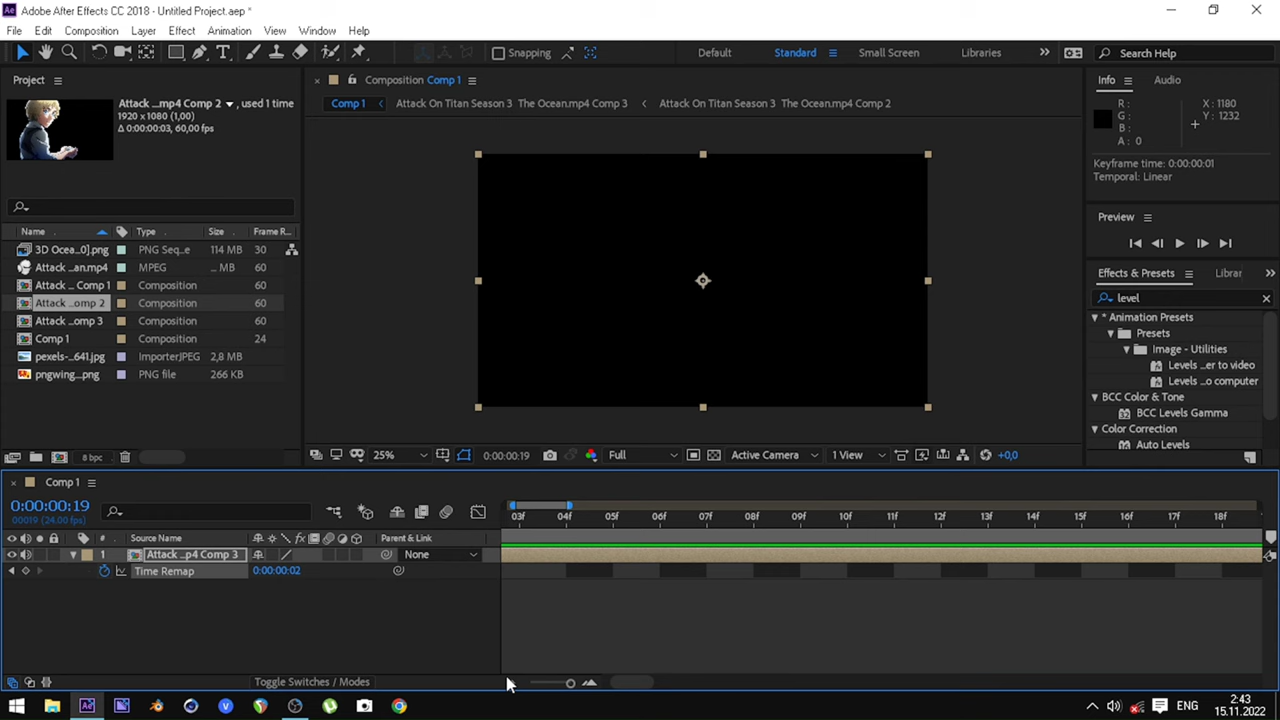 Adobe After Effects CC 2018 - Untitled Project.aep *
File Edit Composition Layer Effect Animation View Window Help
Snapping Default Standard Small Screen Libraries Search Help
Project
Attack ...mp4 Comp 2, used 1 time
1920 x 1080 (1,00)
Δ 0:00:00:03, 60,00 fps
Name Type Size Frame R...
3D Ocea...0].png PNG Seq...e 114 MB 30
Attack ...an.mp4 MPEG ... MB 60
Attack ... Comp 1 Composition 60
Attack ...omp 2 Composition 60
Attack ...omp 3 Composition 60
Comp 1 Composition 24
pexels-...641.jpg ImporterJPEG 2,8 MB
pngwing....png PNG file 266 KB
8 bpc
Composition Comp 1
Comp 1 Attack On Titan Season 3 The Ocean.mp4 Comp 3 Attack On Titan Season 3 The Ocean.mp4 Comp 2
25% 0:00:00:19 Full Active Camera 1 View +0,0
Info Audio
R: X: 1180
G: Y: 1232
B:
A: 0
Keyframe time: 0:00:00:01
Temporal: Linear
Preview
Effects & Presets Librar
level
* Animation Presets
Presets
Image - Utilities
Levels ...er to video
Levels ...o computer
BCC Color & Tone
BCC Levels Gamma
Color Correction
Auto Levels
Comp 1
0:00:00:19
00019 (24.00 fps)
03f 04f 05f 06f 07f 08f 09f 10f 11f 12f 13f 14f 15f 16f 17f 18f
# Source Name Parent & Link
1 Attack ...p4 Comp 3 None
Time Remap 0:00:00:02
Toggle Switches / Modes
ENG
2:43
15.11.2022